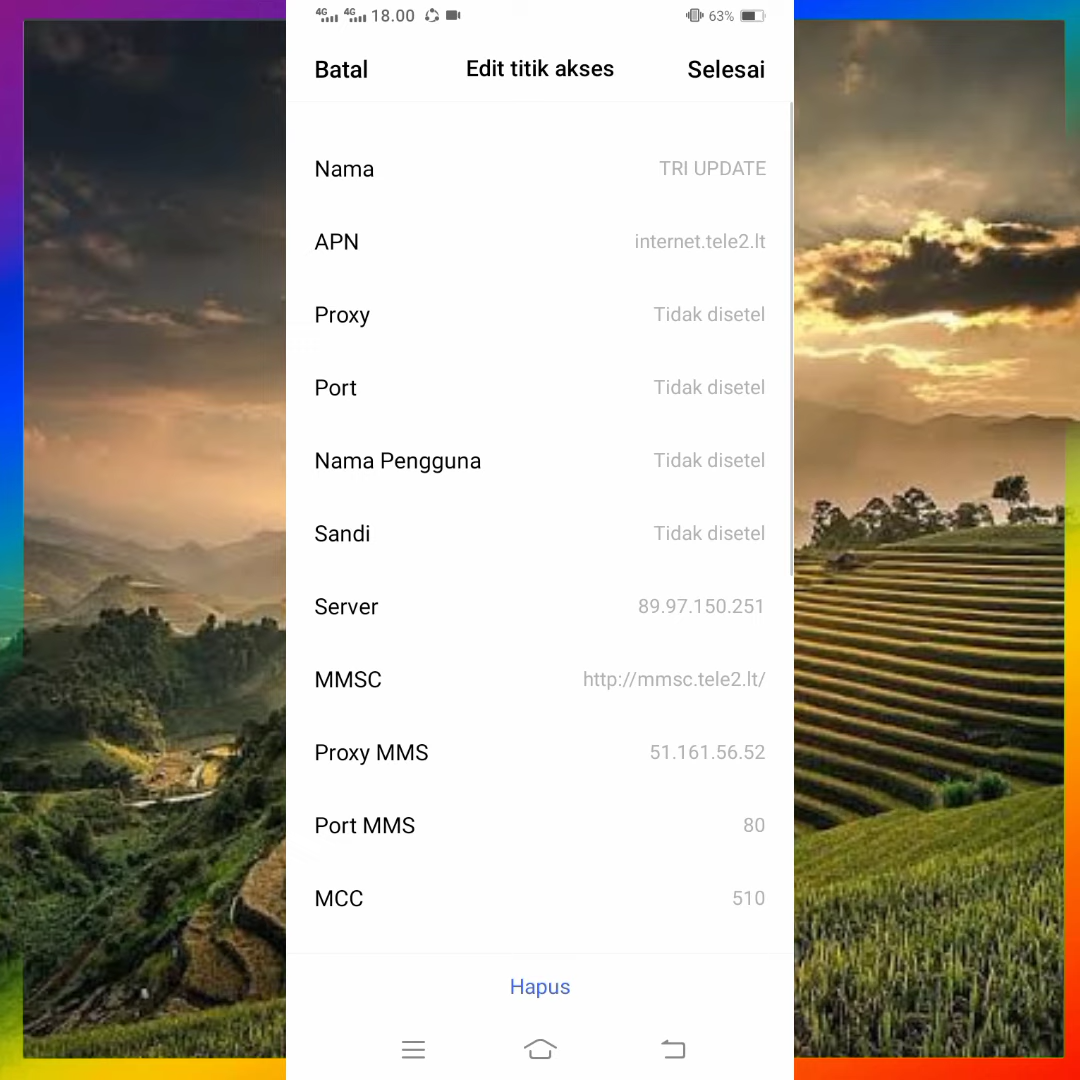 4G 4G 18.00 63%
Batal Edit titik akses Selesai
Nama TRI UPDATE
APN internet.tele2.lt
Proxy Tidak disetel
Port Tidak disetel
Nama Pengguna Tidak disetel
Sandi Tidak disetel
Server 89.97.150.251
MMSC http://mmsc.tele2.lt/
Proxy MMS 51.161.56.52
Port MMS 80
MCC 510
Hapus